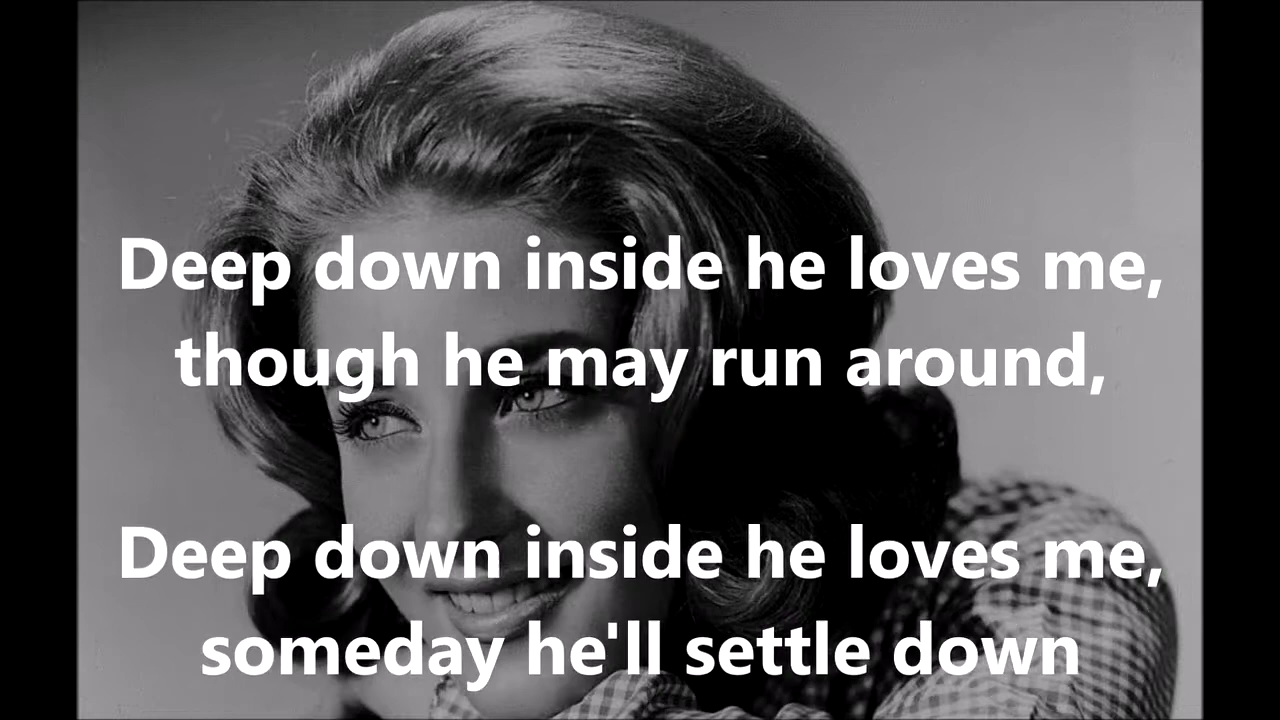 Deep down inside he loves me,
though he may run around,
Deep down inside he loves me,
someday he'll settle down